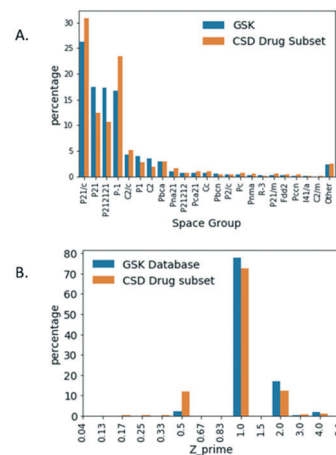 A.
GSK
CSD Drug Subset
percentage
30
25
20
15
10
5
0
P21/c
P21
P212121
P-1
C2/c
P1
C2
Pbca
Pna21
P21212
Pca21
Cc
Pbcn
P2/c
Pc
Pnma
R-3
P21/m
Fdd2
Pccn
I41/a
C2/m
Other
Space Group
B.
GSK Database
CSD Drug subset
percentage
80
70
60
50
40
30
20
10
0
0.04
0.13
0.17
0.25
0.33
0.5
0.67
0.83
1.0
1.5
2.0
3.0
4.0
Z_prime